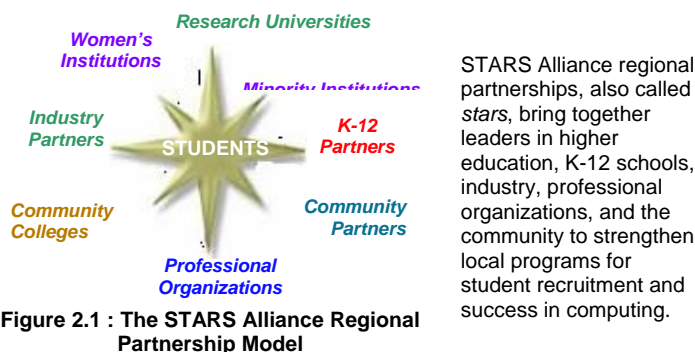 Research Universities
Women's
Institutions
Minority Institutions
Industry
Partners
K-12
Partners
STUDENTS
Community
Colleges
Community
Partners
Professional
Organizations
Figure 2.1 : The STARS Alliance Regional
Partnership Model
STARS Alliance regional
partnerships, also called
stars, bring together
leaders in higher
education, K-12 schools,
industry, professional
organizations, and the
community to strengthen
local programs for
student recruitment and
success in computing.